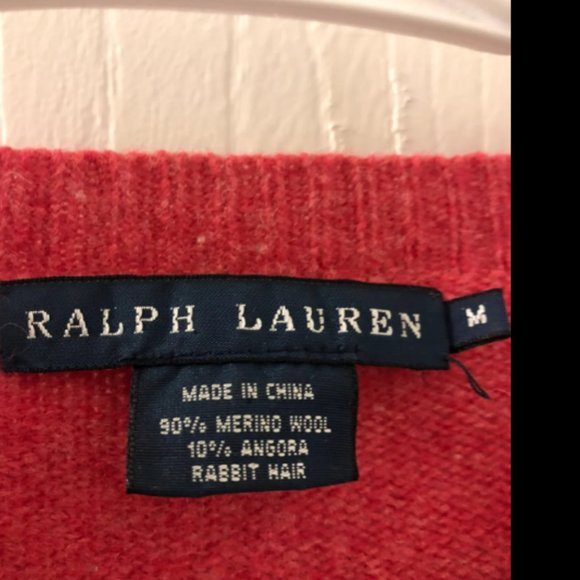 RALPH LAUREN M
MADE IN CHINA
90% MERINO WOOL
10% ANGORA
RABBIT HAIR